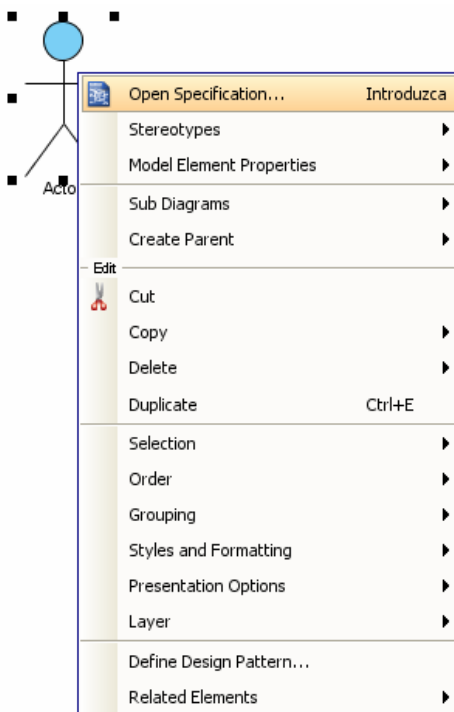 Acto
Open Specification... Introduzca
Stereotypes
Model Element Properties
Sub Diagrams
Create Parent
Edit
Cut
Copy
Delete
Duplicate Ctrl+E
Selection
Order
Grouping
Styles and Formatting
Presentation Options
Layer
Define Design Pattern...
Related Elements